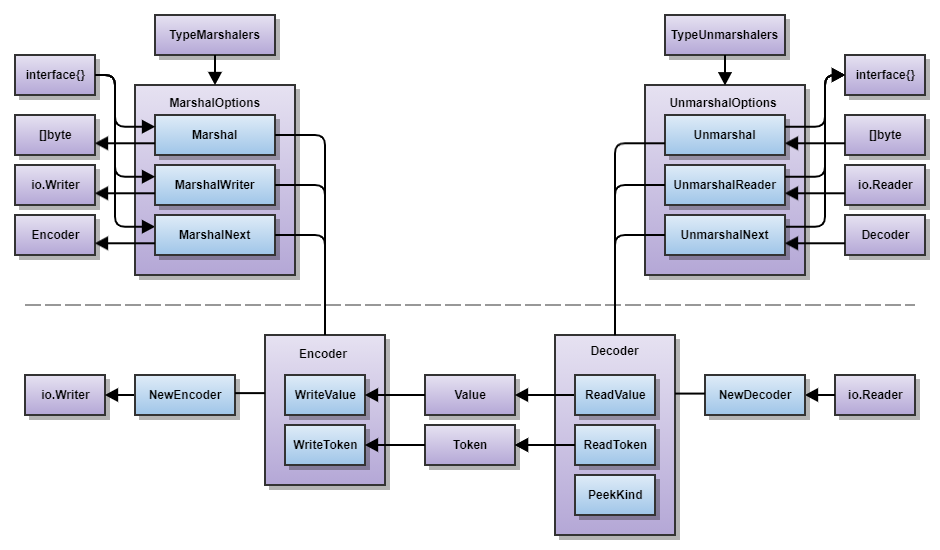 TypeMarshalers
TypeUnmarshalers
interface{}
MarshalOptions
UnmarshalOptions
interface{}
[]byte
Marshal
Unmarshal
[]byte
io.Writer
MarshalWriter
UnmarshalReader
io.Reader
Encoder
MarshalNext
UnmarshalNext
Decoder
Encoder
Decoder
io.Writer
NewEncoder
WriteValue
Value
ReadValue
NewDecoder
io.Reader
WriteToken
Token
ReadToken
PeekKind